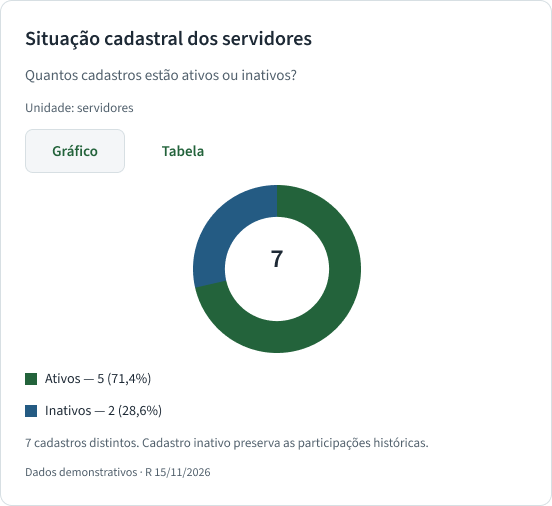 Situação cadastral dos servidores
Quantos cadastros estão ativos ou inativos?
Unidade: servidores
Gráfico
Tabela
7
Ativos — 5 (71,4%)
Inativos — 2 (28,6%)
7 cadastros distintos. Cadastro inativo preserva as participações históricas.
Dados demonstrativos · R 15/11/2026